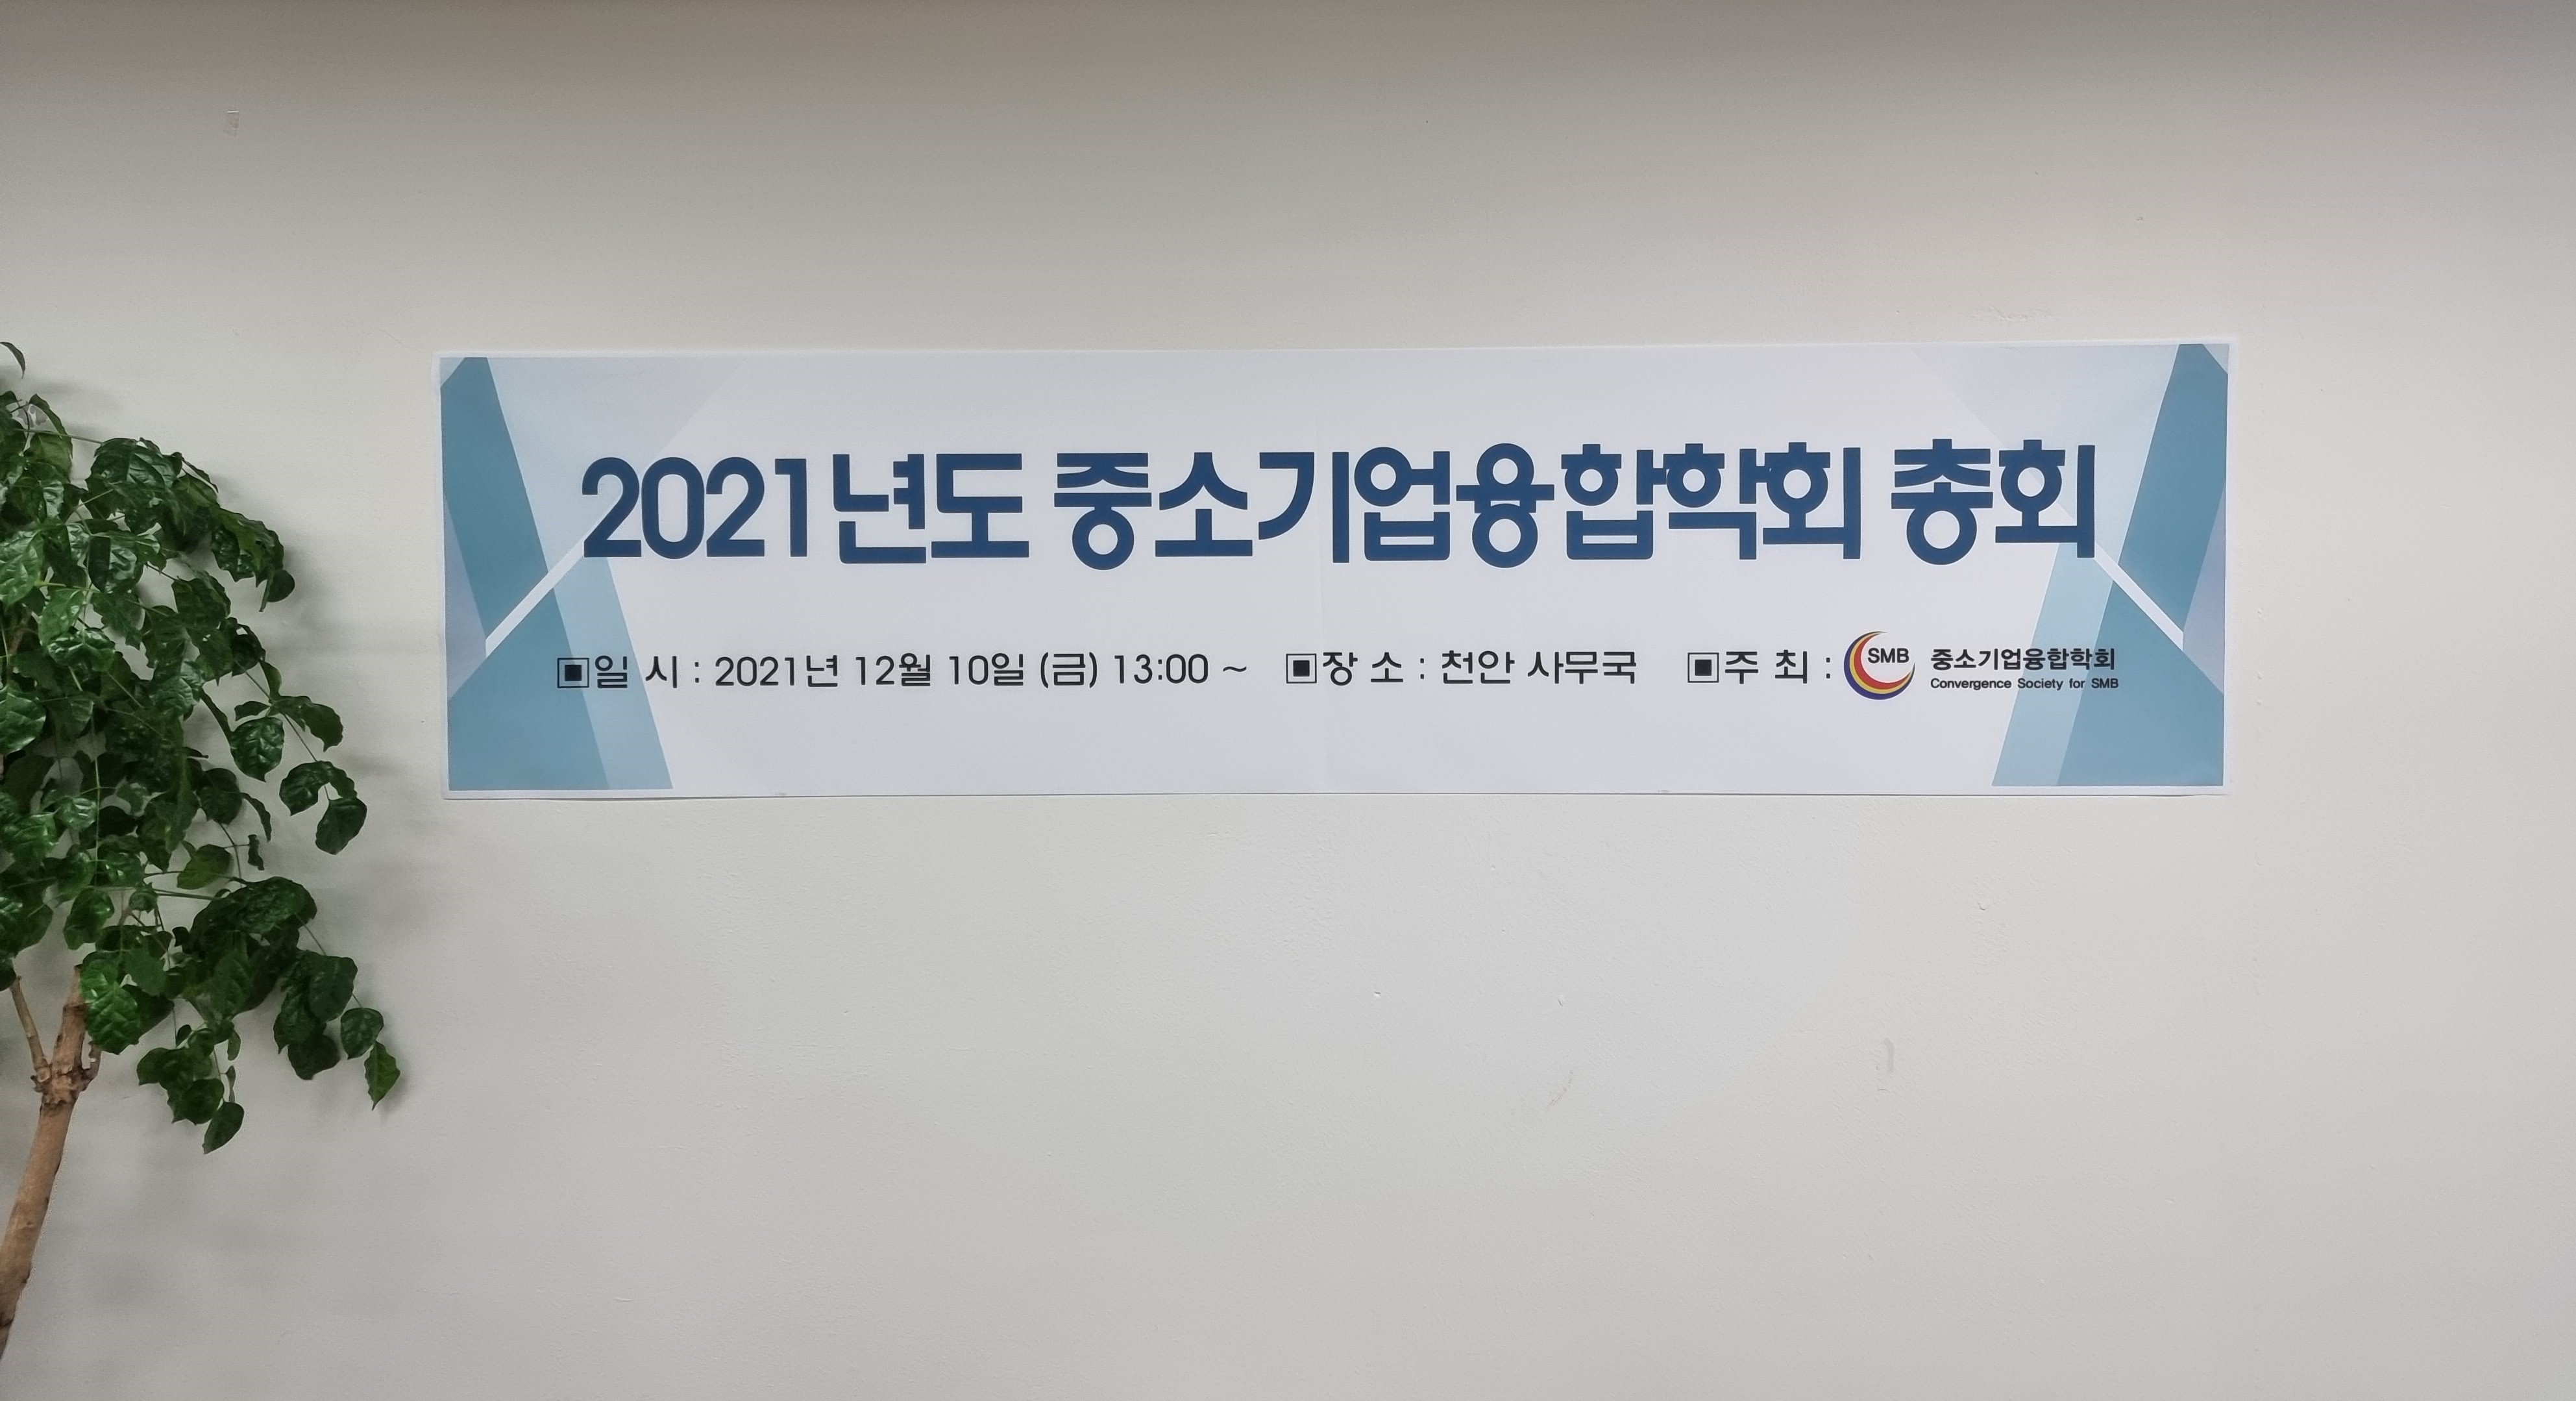 2021년도 중소기업융합학회 총회
▣일 시 : 2021년 12월 10일 (금) 13:00 ~ ▣장 소 : 천안 사무국 ▣주 최 : SMB 중소기업융합학회
Convergence Society for SMB